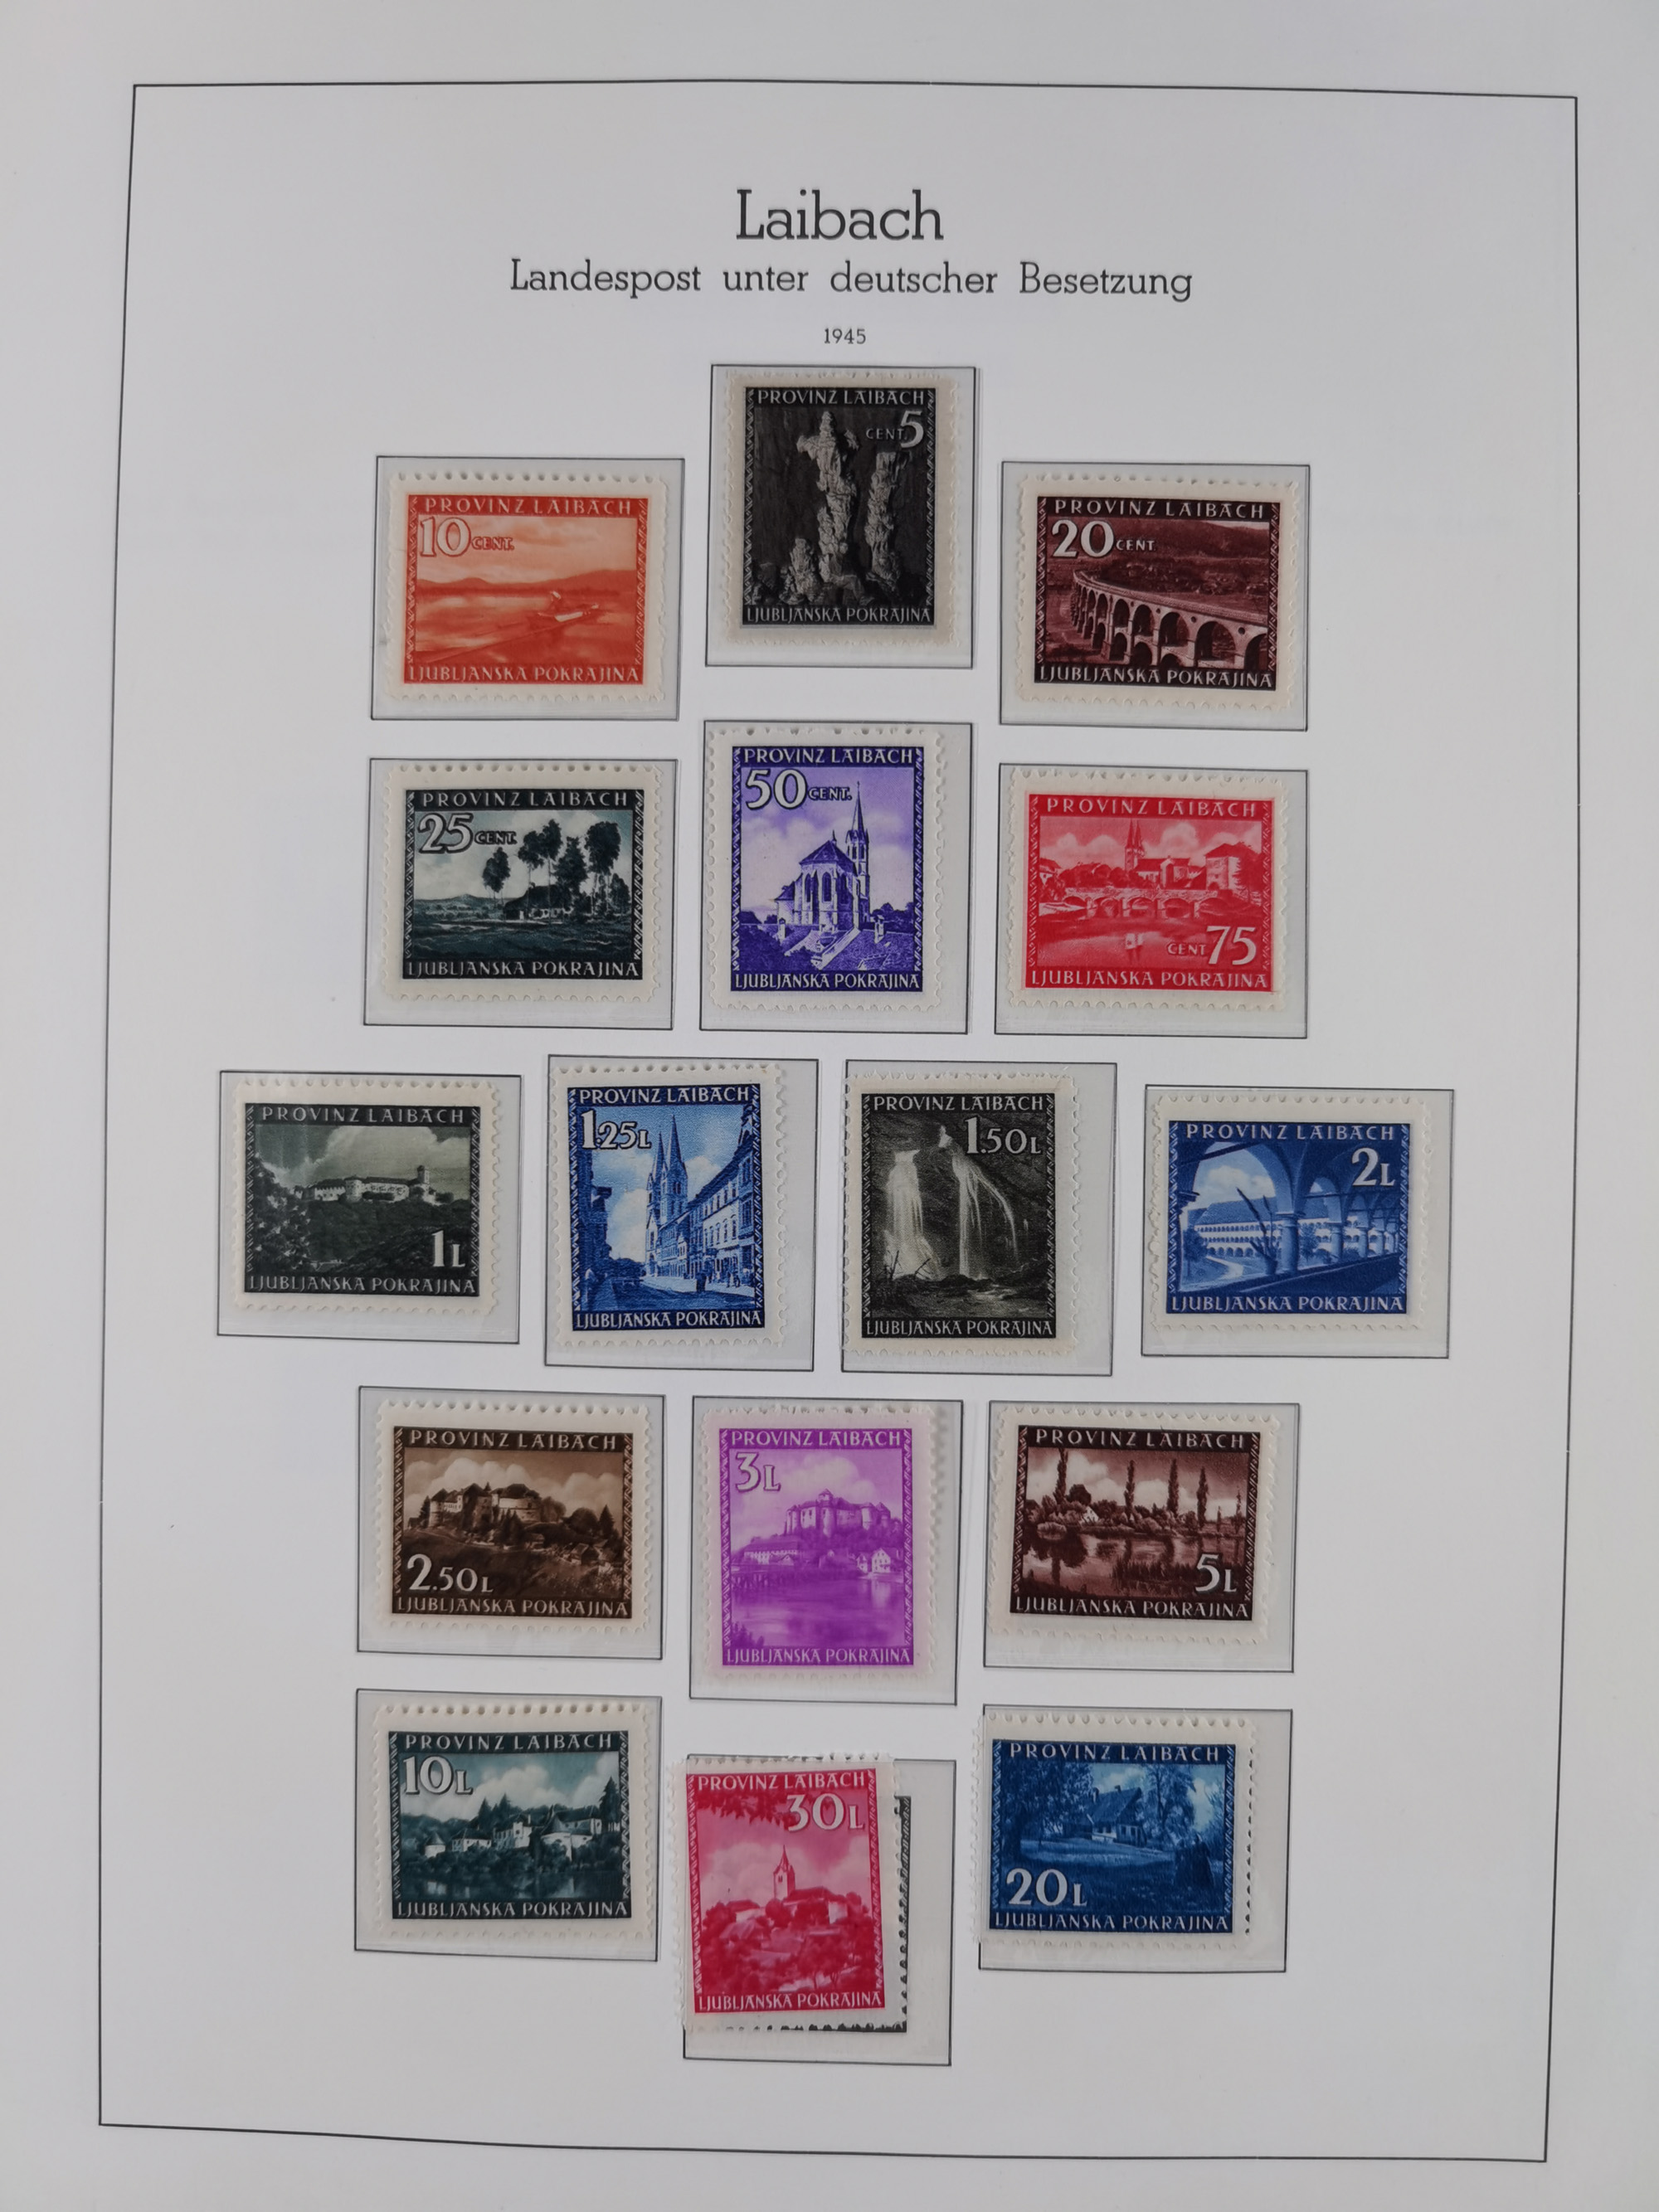 Laibach
Landespost unter deutscher Besetzung
1945
PROVINZ LAIBACH
CENT. 5
LJUBLJANSKA POKRAJINA
PROVINZ LAIBACH
10 CENT.
LJUBLJANSKA POKRAJINA
PROVINZ LAIBACH
20 CENT
LJUBLJANSKA POKRAJINA
PROVINZ LAIBACH
25 CENT.
LJUBLJANSKA POKRAJINA
PROVINZ LAIBACH
50 CENT.
LJUBLJANSKA POKRAJINA
PROVINZ LAIBACH
CENT 75
LJUBLJANSKA POKRAJINA
PROVINZ LAIBACH
1L
LJUBLJANSKA POKRAJINA
PROVINZ LAIBACH
1.25L
LJUBLJANSKA POKRAJINA
PROVINZ LAIBACH
1.50L
LJUBLJANSKA POKRAJINA
PROVINZ LAIBACH
2L
LJUBLJANSKA POKRAJINA
PROVINZ LAIBACH
2.50L
LJUBLJANSKA POKRAJINA
PROVINZ LAIBACH
3L
LJUBLJANSKA POKRAJINA
PROVINZ LAIBACH
5L
LJUBLJANSKA POKRAJINA
PROVINZ LAIBACH
10L
LJUBLJANSKA POKRAJINA
PROVINZ LAIBACH
30L
LJUBLJANSKA POKRAJINA
PROVINZ LAIBACH
20L
LJUBLJANSKA POKRAJINA